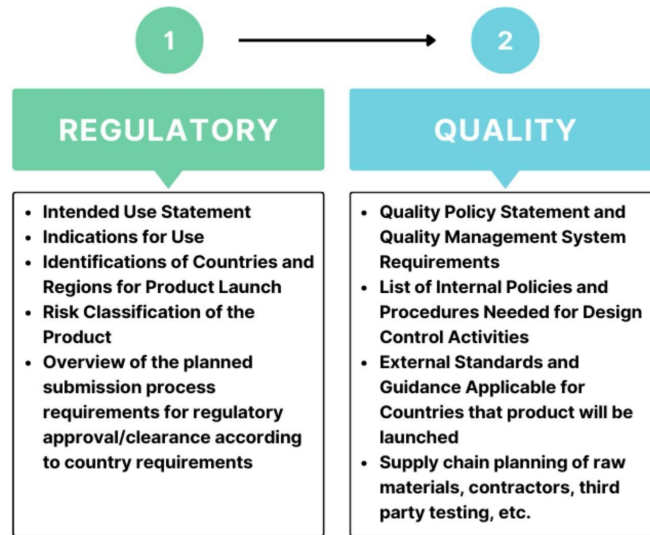 1
2
REGULATORY
• Intended Use Statement
• Indications for Use
• Identifications of Countries and
Regions for Product Launch
• Risk Classification of the
Product
• Overview of the planned
submission process
requirements for regulatory
approval/clearance according
to country requirements
QUALITY
• Quality Policy Statement and
Quality Management System
Requirements
• List of Internal Policies and
Procedures Needed for Design
Control Activities
• External Standards and
Guidance Applicable for
Countries that product will be
launched
• Supply chain planning of raw
materials, contractors, third
party testing, etc.